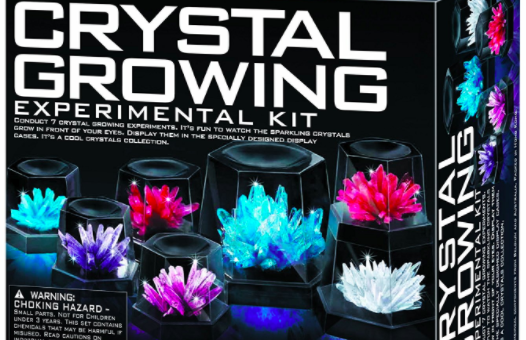 CRYSTAL
GROWING
EXPERIMENTAL KIT
CONDUCT 7 CRYSTAL GROWING EXPERIMENTS. IT'S FUN TO WATCH THE SPARKLING CRYSTALS
GROW IN FRONT OF YOUR EYES. DISPLAY THEM IN THE SPECIALLY DESIGNED DISPLAY
CASES. IT'S A COOL CRYSTALS COLLECTION.
⚠ WARNING:
CHOKING HAZARD -
SMALL PARTS. NOT FOR CHILDREN
UNDER 3 YEARS. THIS SET CONTAINS
CHEMICALS THAT MAY BE HARMFUL IF
MISUSED. READ CAUTIONS ON
CRYSTAL
GROWING
EXPERIMENTAL KIT